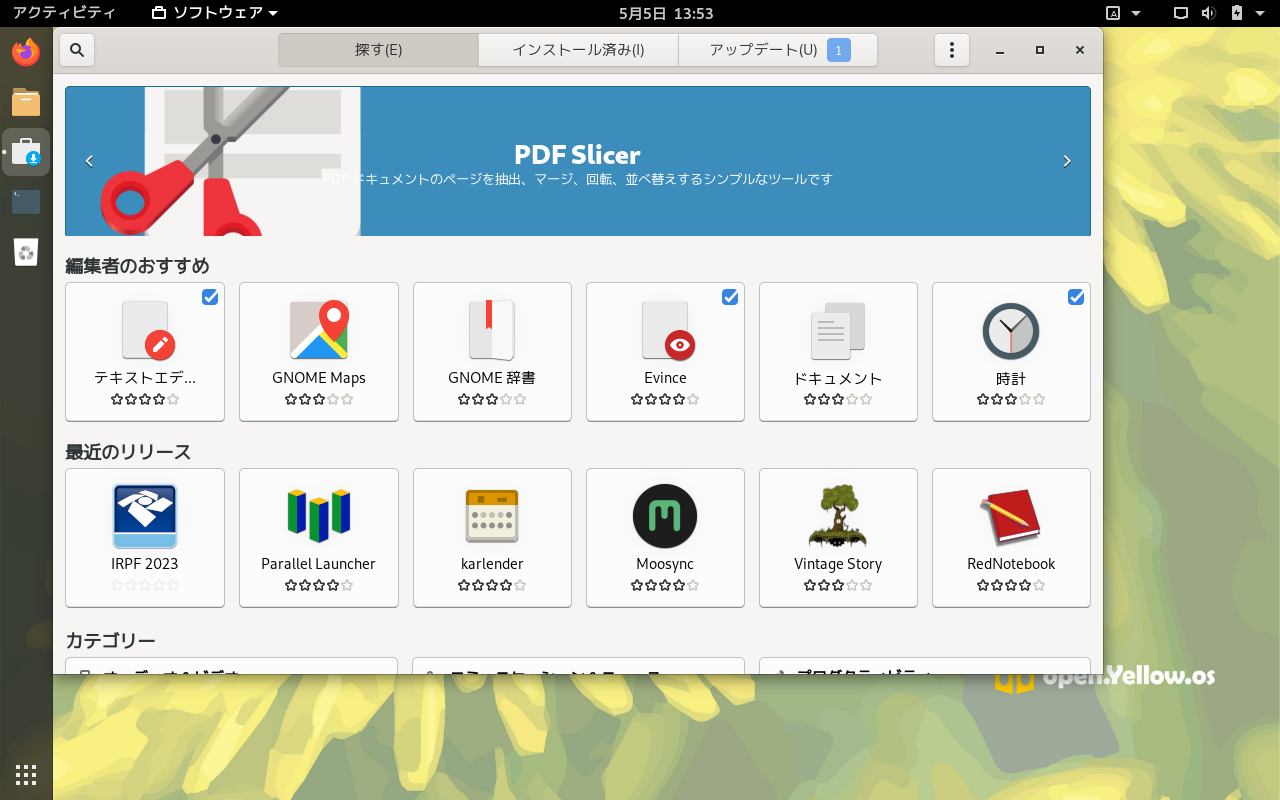 アクティビティ
ソフトウェア
5月5日 13:53
A
探す(E)
インストール済み(I)
アップデート(U) 1
PDF Slicer
PDF ドキュメントのページを抽出、マージ、回転、並べ替えするシンプルなツールです
編集者のおすすめ
テキストエデ...
GNOME Maps
GNOME 辞書
Evince
ドキュメント
時計
最近のリリース
IRPF 2023
Parallel Launcher
karlender
Moosync
Vintage Story
RedNotebook
カテゴリー
open.Yellow.os